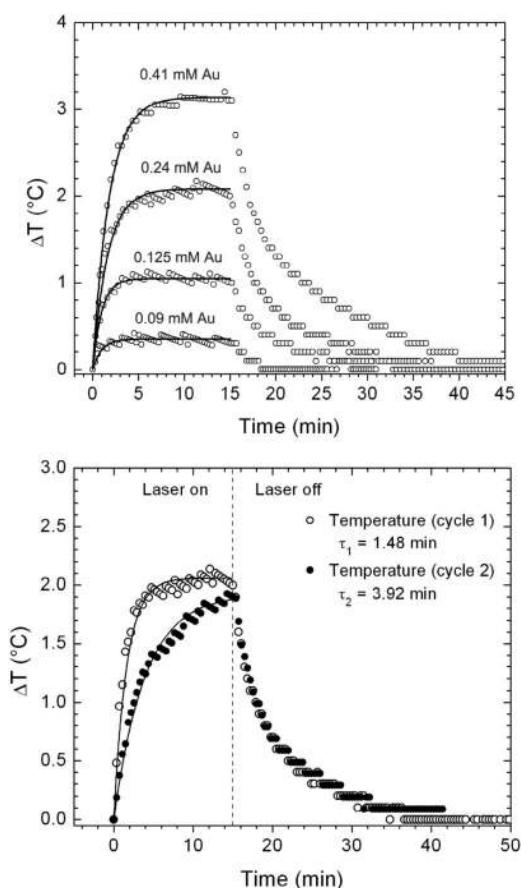 4
3
2
1
0
ΔT (°C)
0.41 mM Au
0.24 mM Au
0.125 mM Au
0.09 mM Au
0 5 10 15 20 25 30 35 40 45
Time (min)
3.0
2.5
2.0
1.5
1.0
0.5
0.0
ΔT (°C)
Laser on Laser off
Temperature (cycle 1)
τ1 = 1.48 min
Temperature (cycle 2)
τ2 = 3.92 min
0 10 20 30 40 50
Time (min)